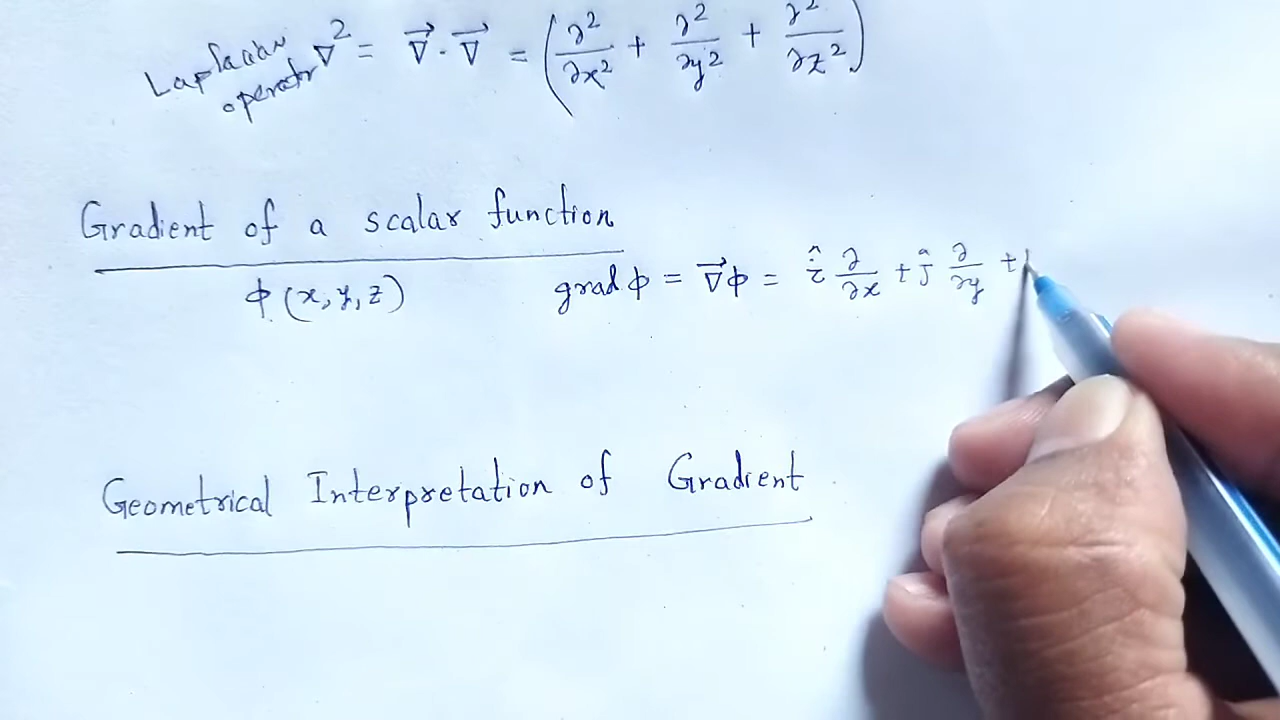 Laplacian operator ∇² = ∇⃗ · ∇⃗ = (∂²/∂x² + ∂²/∂y² + ∂²/∂z²)
Gradient of a scalar function
ϕ (x, y, z) grad ϕ = ∇⃗ϕ = î ∂/∂x + ĵ ∂/∂y +
Geometrical Interpretation of Gradient